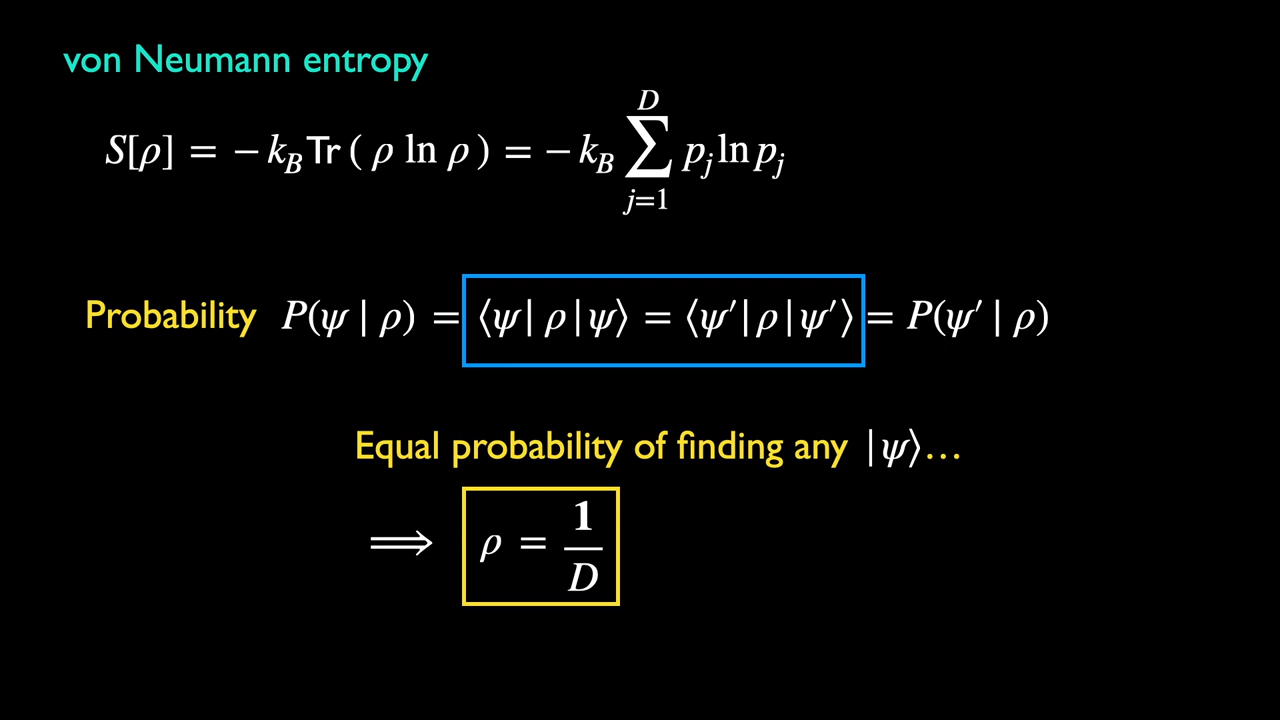 von Neumann entropy
S[ρ] = − k_B Tr ( ρ ln ρ ) = − k_B ∑_{j=1}^{D} p_j ln p_j
Probability P(ψ | ρ) = ⟨ψ| ρ |ψ⟩ = ⟨ψ′| ρ |ψ′⟩ = P(ψ′ | ρ)
Equal probability of finding any |ψ⟩…
⟹ ρ = 𝟏/D